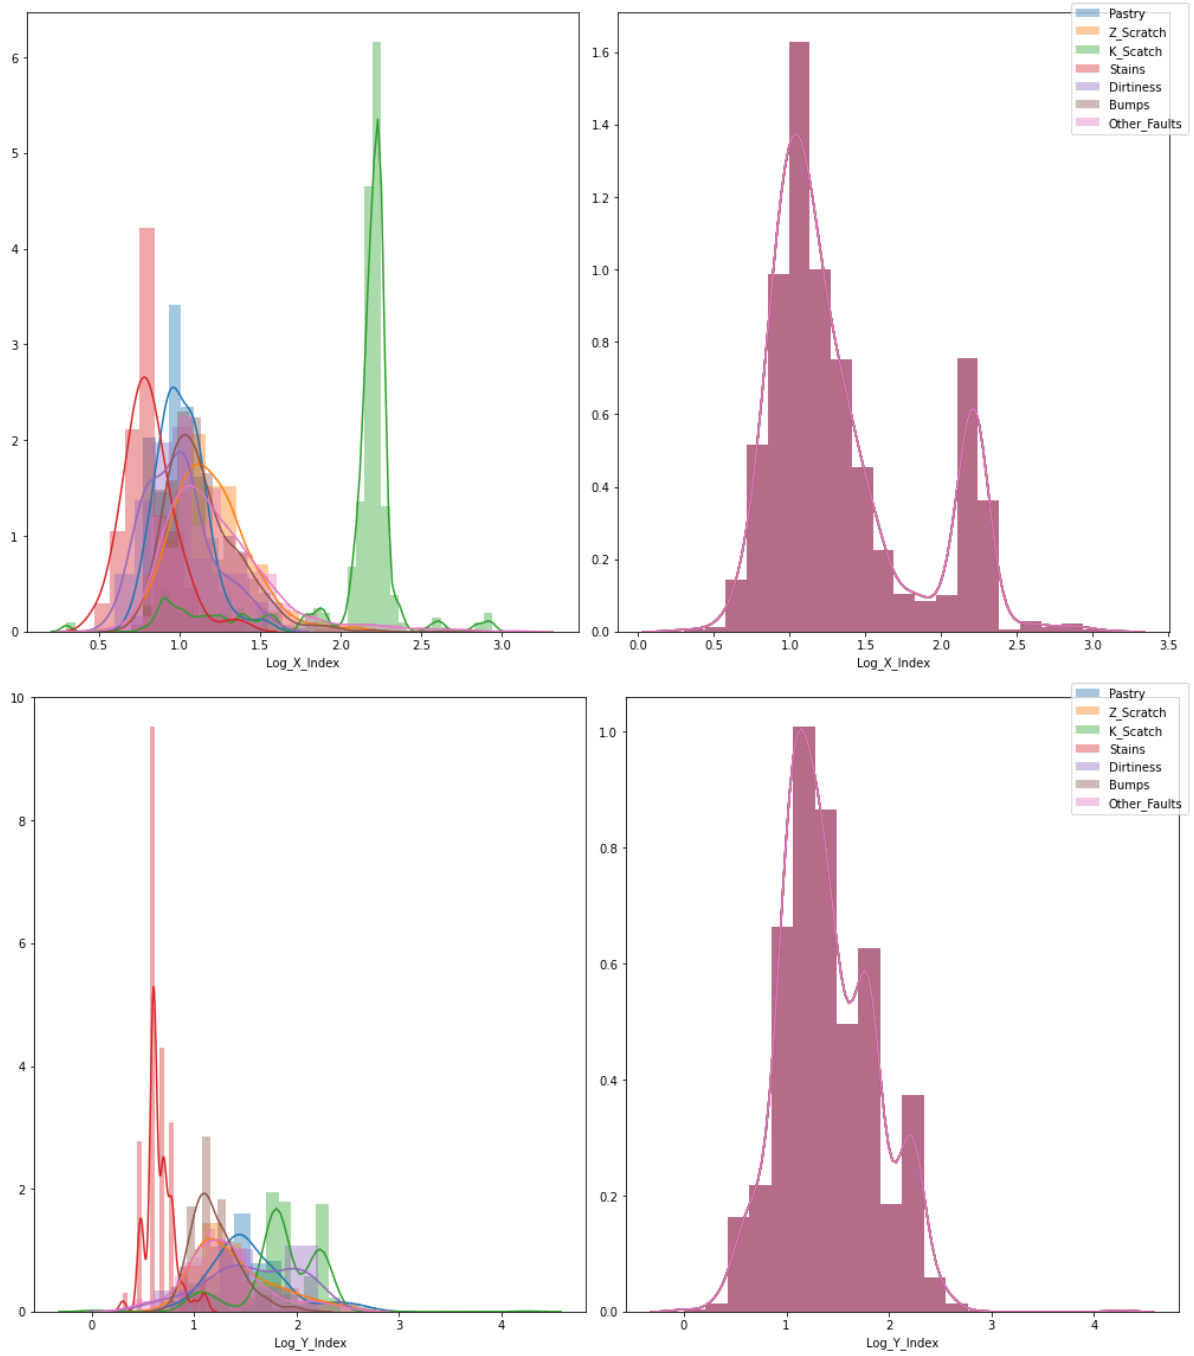 6
5
4
3
2
1
0
0.5 1.0 1.5 2.0 2.5 3.0
Log_X_Index
1.6
1.4
1.2
1.0
0.8
0.6
0.4
0.2
0.0
0.0 0.5 1.0 1.5 2.0 2.5 3.0 3.5
Log_X_Index
Pastry
Z_Scratch
K_Scatch
Stains
Dirtiness
Bumps
Other_Faults
10
8
6
4
2
0
0 1 2 3 4
Log_Y_Index
1.0
0.8
0.6
0.4
0.2
0.0
0 1 2 3 4
Log_Y_Index
Pastry
Z_Scratch
K_Scatch
Stains
Dirtiness
Bumps
Other_Faults